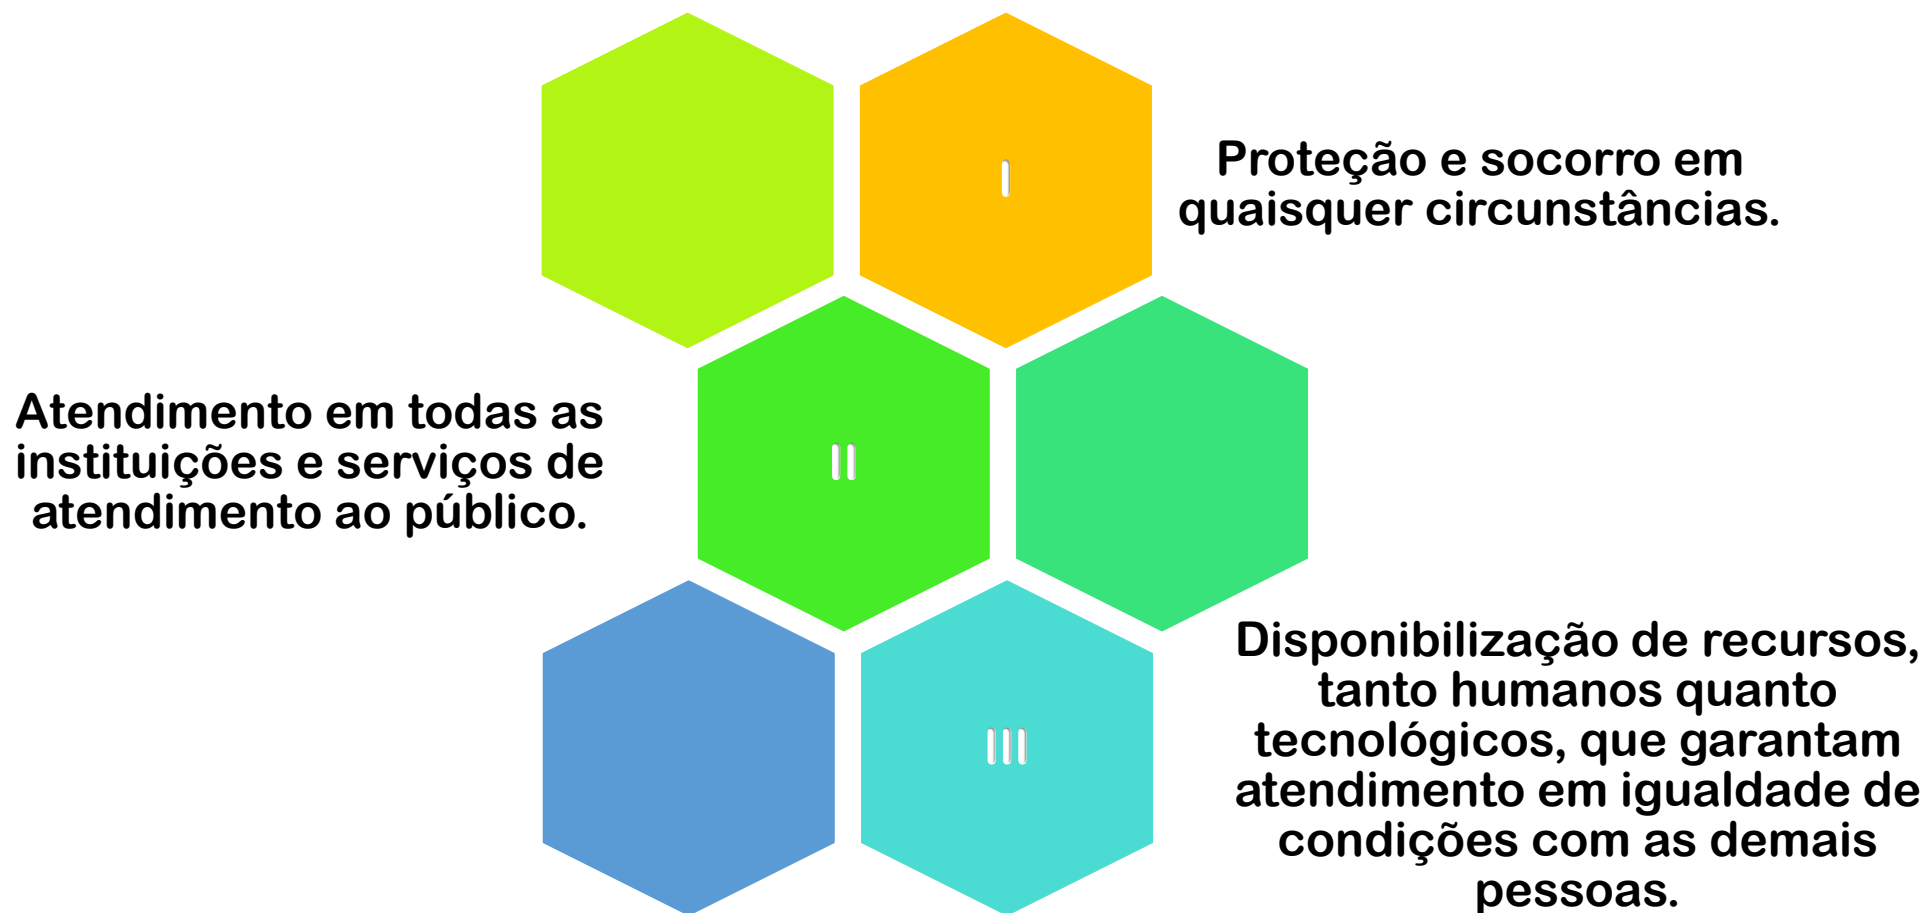 I
Proteção e socorro em
quaisquer circunstâncias.
Atendimento em todas as
instituições e serviços de
atendimento ao público.
II
III
Disponibilização de recursos,
tanto humanos quanto
tecnológicos, que garantam
atendimento em igualdade de
condições com as demais
pessoas.